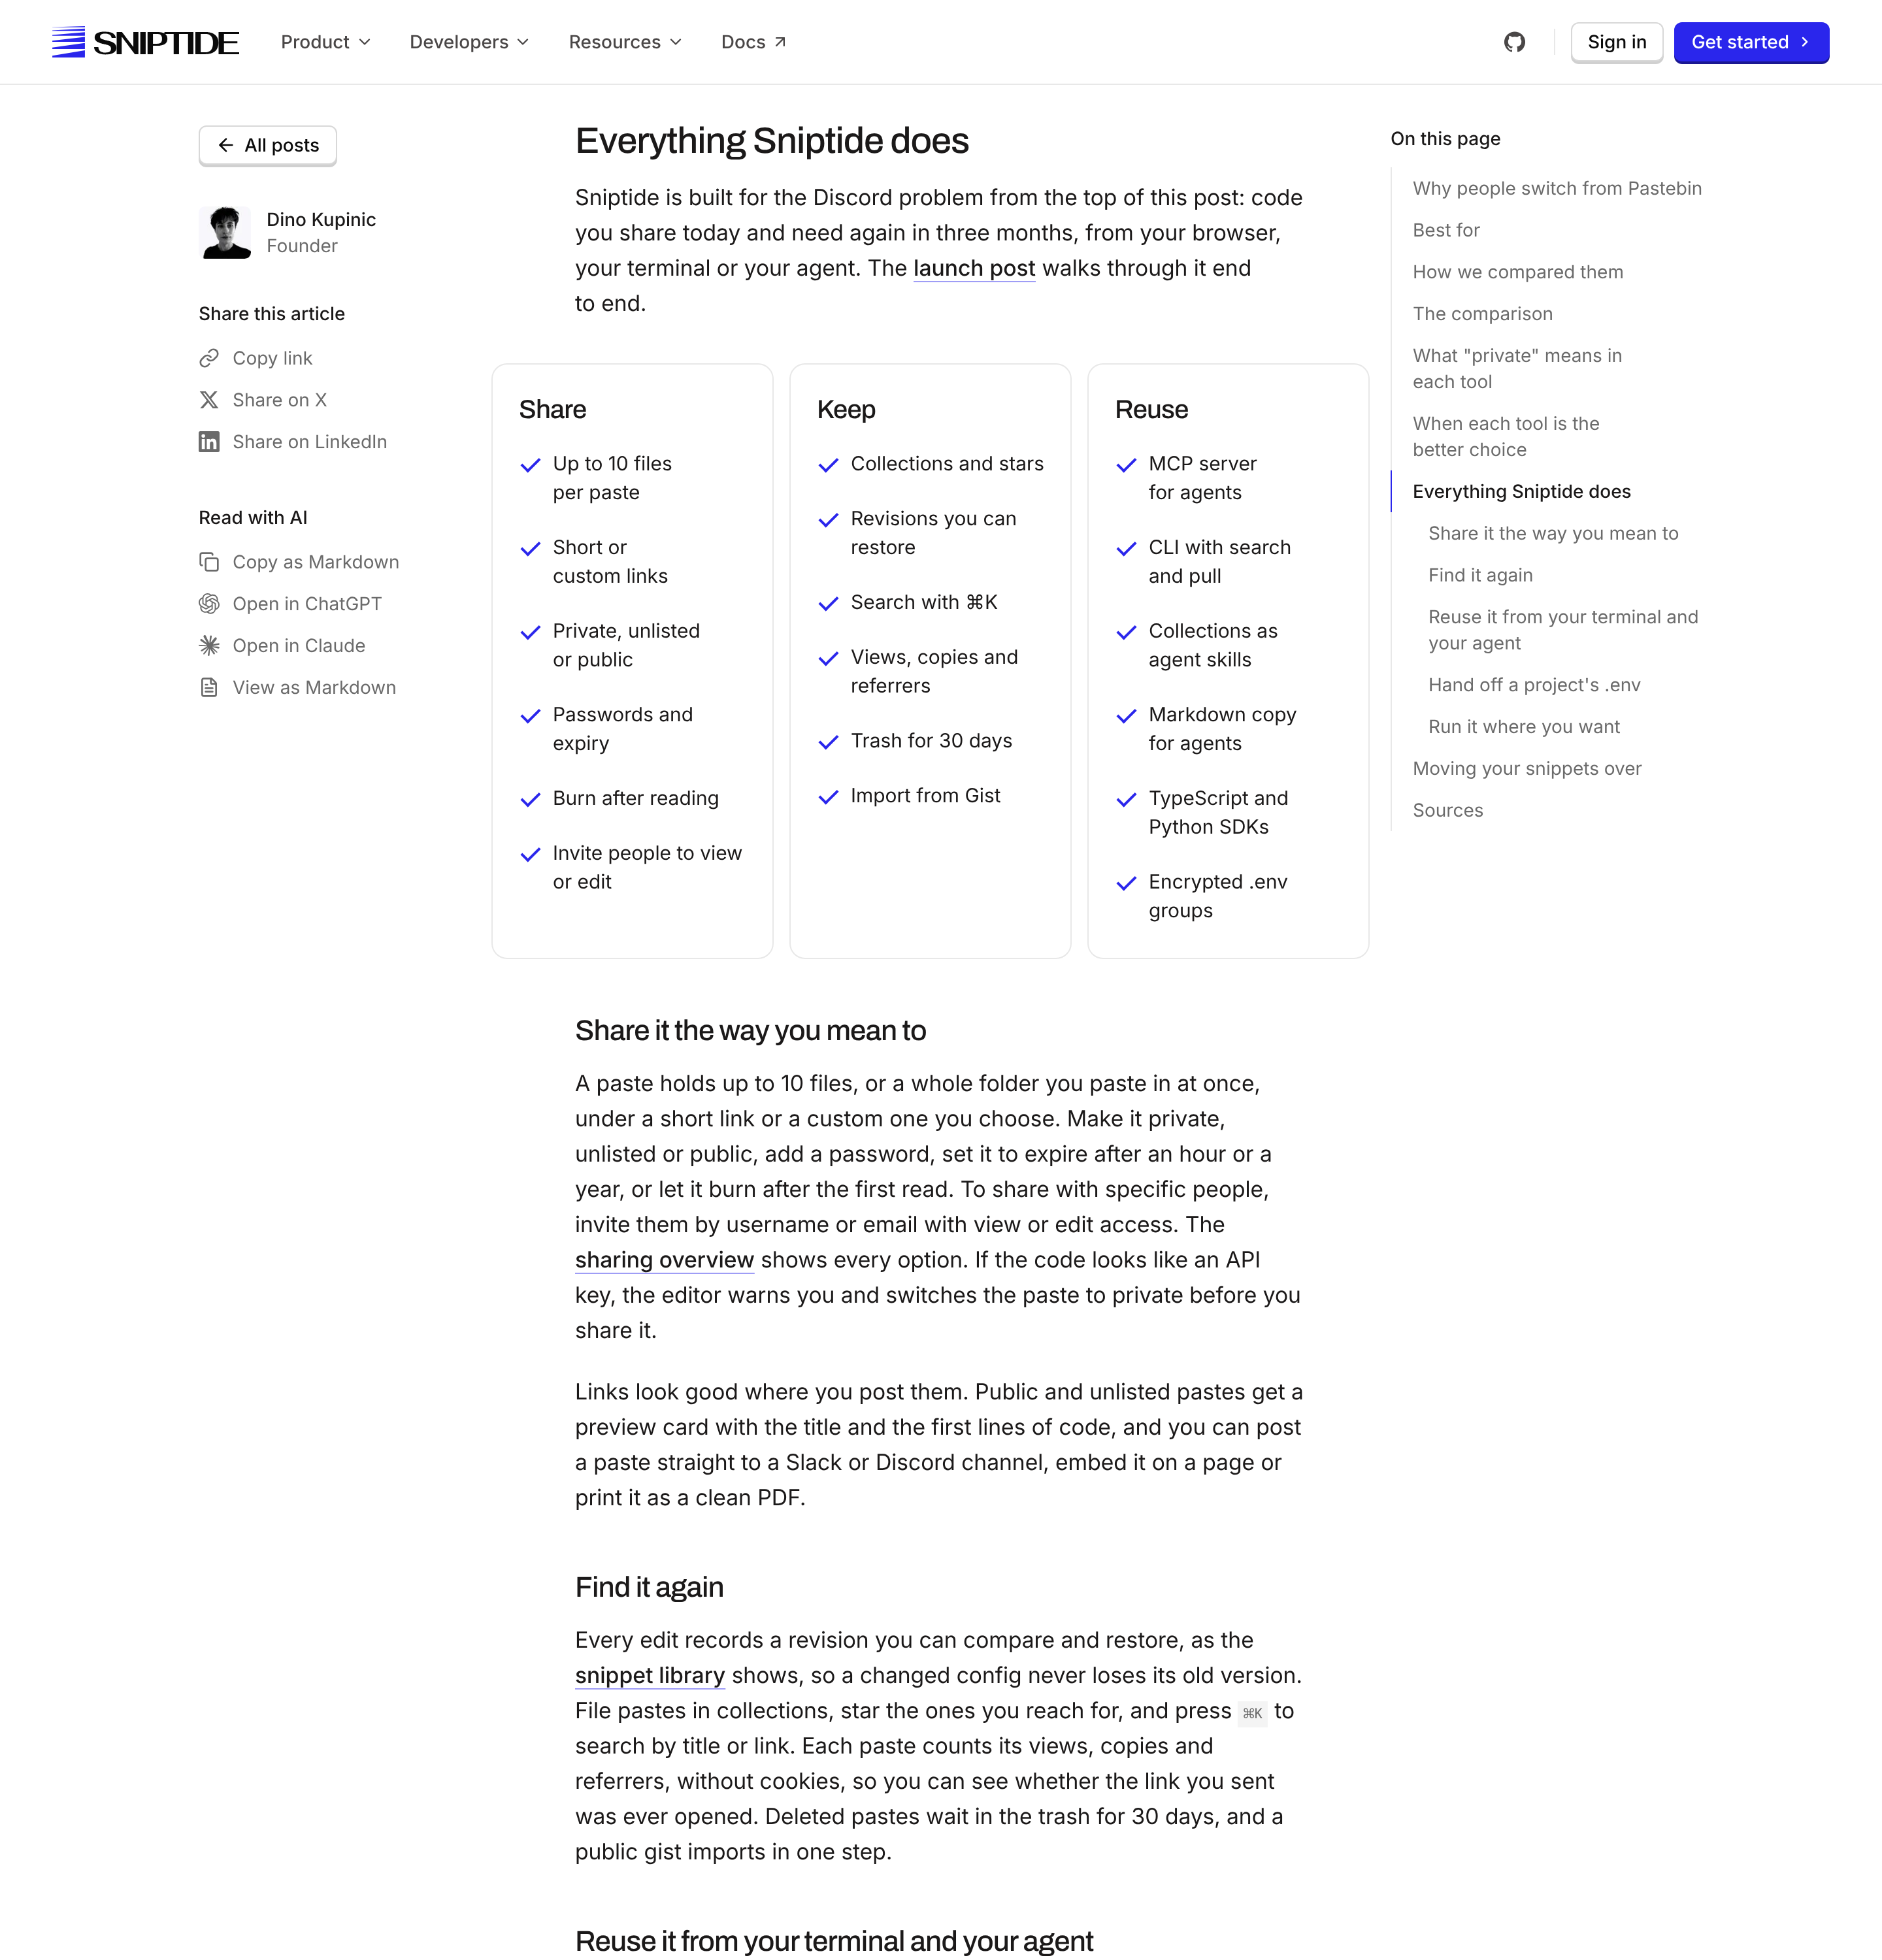 SNIPTIDE
Product
Developers
Resources
Docs
Sign in
Get started
All posts
Dino Kupinic
Founder
Share this article
Copy link
Share on X
Share on LinkedIn
Read with AI
Copy as Markdown
Open in ChatGPT
Open in Claude
View as Markdown
Everything Sniptide does
Sniptide is built for the Discord problem from the top of this post: code
you share today and need again in three months, from your browser,
your terminal or your agent. The launch post walks through it end
to end.
Share
Up to 10 files
per paste
Short or
custom links
Private, unlisted
or public
Passwords and
expiry
Burn after reading
Invite people to view
or edit
Keep
Collections and stars
Revisions you can
restore
Search with ⌘K
Views, copies and
referrers
Trash for 30 days
Import from Gist
Reuse
MCP server
for agents
CLI with search
and pull
Collections as
agent skills
Markdown copy
for agents
TypeScript and
Python SDKs
Encrypted .env
groups
Share it the way you mean to
A paste holds up to 10 files, or a whole folder you paste in at once,
under a short link or a custom one you choose. Make it private,
unlisted or public, add a password, set it to expire after an hour or a
year, or let it burn after the first read. To share with specific people,
invite them by username or email with view or edit access. The
sharing overview shows every option. If the code looks like an API
key, the editor warns you and switches the paste to private before you
share it.
Links look good where you post them. Public and unlisted pastes get a
preview card with the title and the first lines of code, and you can post
a paste straight to a Slack or Discord channel, embed it on a page or
print it as a clean PDF.
Find it again
Every edit records a revision you can compare and restore, as the
snippet library shows, so a changed config never loses its old version.
File pastes in collections, star the ones you reach for, and press ⌘K to
search by title or link. Each paste counts its views, copies and
referrers, without cookies, so you can see whether the link you sent
was ever opened. Deleted pastes wait in the trash for 30 days, and a
public gist imports in one step.
Reuse it from your terminal and your agent
On this page
Why people switch from Pastebin
Best for
How we compared them
The comparison
What "private" means in
each tool
When each tool is the
better choice
Everything Sniptide does
Share it the way you mean to
Find it again
Reuse it from your terminal and
your agent
Hand off a project's .env
Run it where you want
Moving your snippets over
Sources